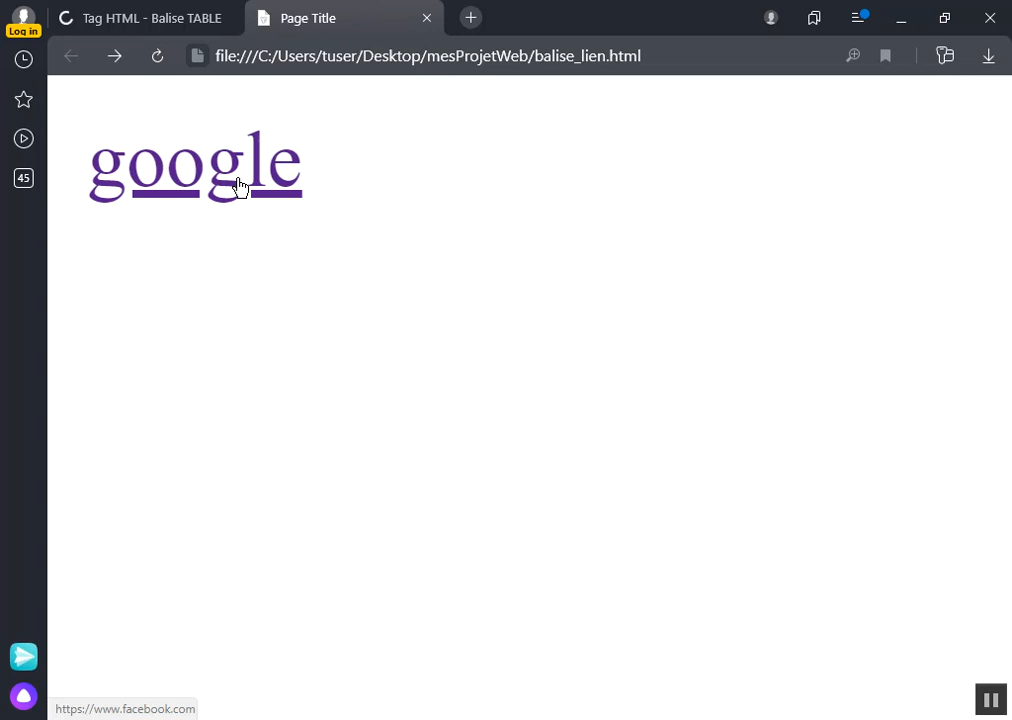 Tag HTML - Balise TABLE
Page Title
Log in
file:///C:/Users/tuser/Desktop/mesProjetWeb/balise_lien.html
45
google
https://www.facebook.com